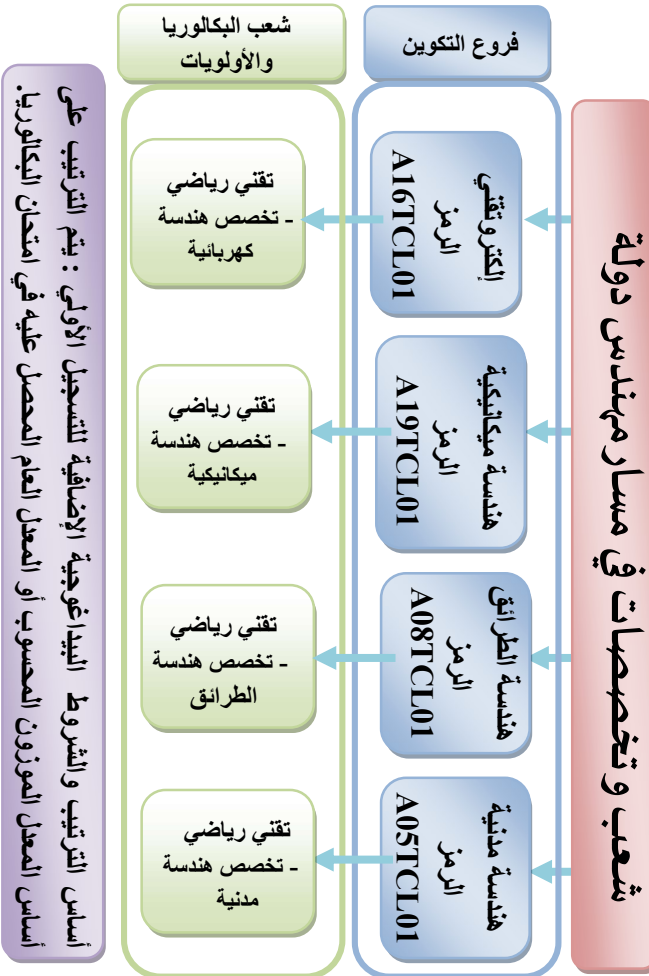 شعب وتخصصات في مسار مهندس دولة
فروع التكوين
إلكتروتقني
الرمز
A16TCL01
هندسة ميكانيكية
الرمز
A19TCL01
هندسة الطرائق
الرمز
A08TCL01
هندسة مدنية
الرمز
A05TCL01
شعب البكالوريا
والأولويات
تقني رياضي
- تخصص هندسة
كهربائية
تقني رياضي
- تخصص هندسة
ميكانيكية
تقني رياضي
- تخصص هندسة
الطرائق
تقني رياضي
- تخصص هندسة
مدنية
أساس الترتيب والشروط البيداغوجية الإضافية للتسجيل الأولي : يتم الترتيب على
أساس المعدل الموزون المحسوب أو المعدل العام المحصل عليه في امتحان البكالوريا.